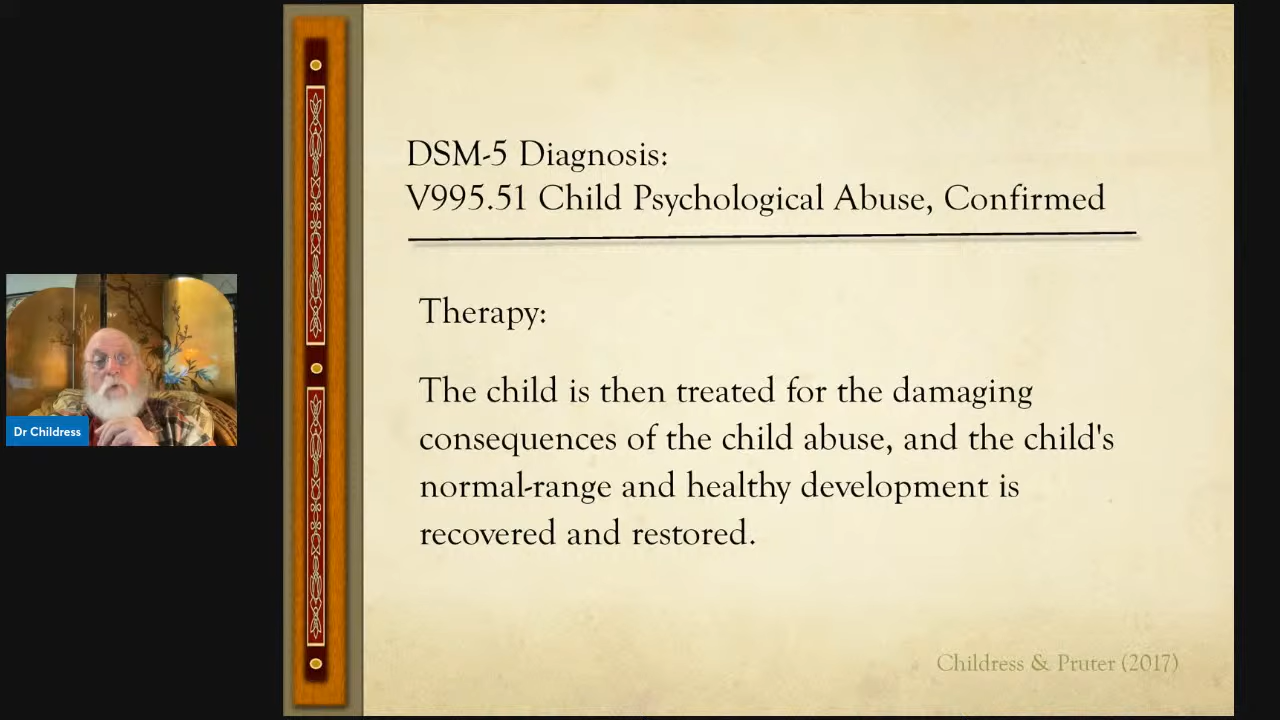 DSM-5 Diagnosis:
V995.51 Child Psychological Abuse, Confirmed
Therapy:
The child is then treated for the damaging
consequences of the child abuse, and the child's
normal-range and healthy development is
recovered and restored.
Childress & Pruter (2017)
Dr Childress